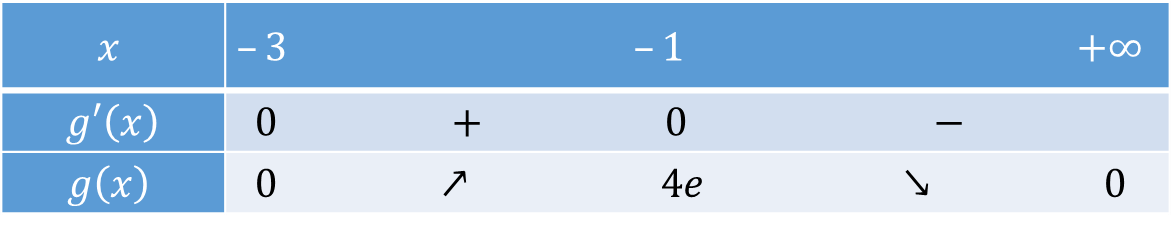 x – 3 – 1 +∞
g′(x) 0 + 0 −
g(x) 0 ↗ 4e ↘ 0